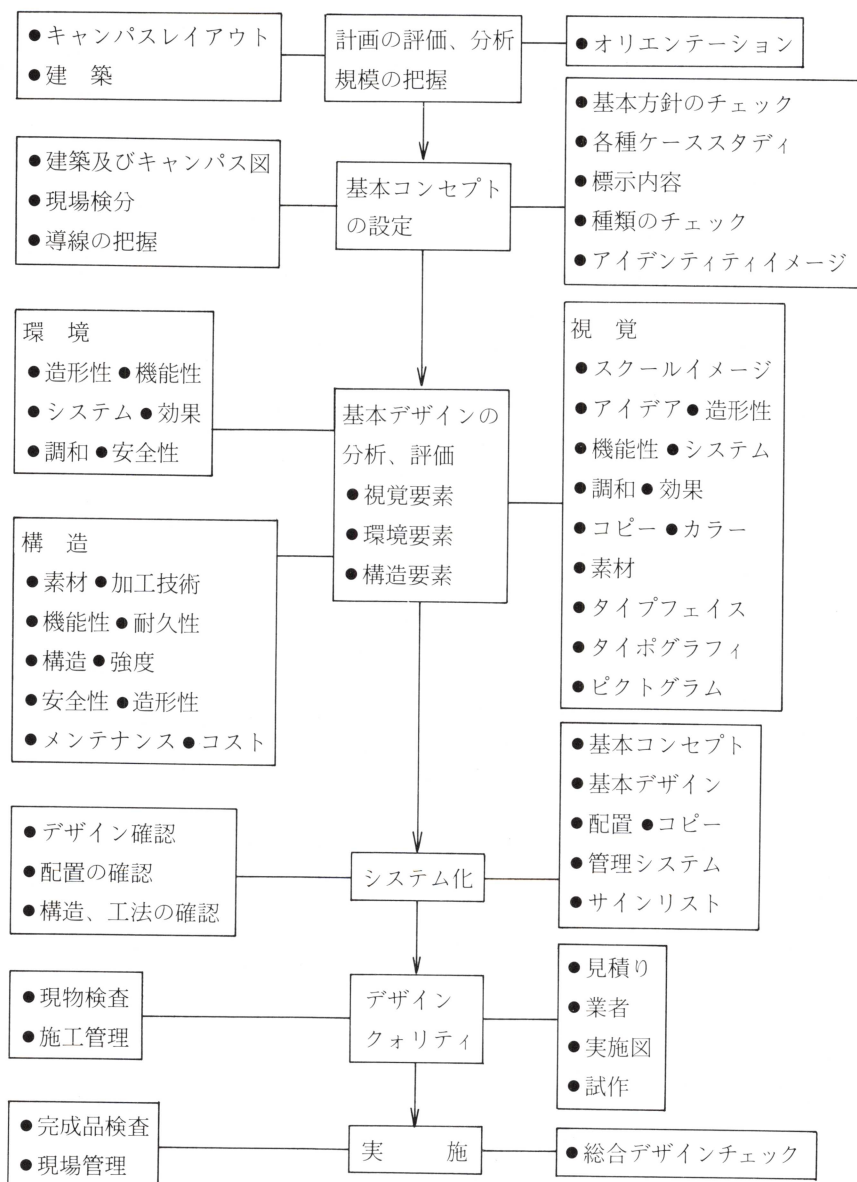 ●キャンパスレイアウト
●建　築
計画の評価、分析
規模の把握
●オリエンテーション
●建築及びキャンパス図
●現場検分
●導線の把握
基本コンセプト
の設定
●基本方針のチェック
●各種ケーススタディ
●標示内容
●種類のチェック
●アイデンティティイメージ
環　境
●造形性●機能性
●システム●効果
●調和●安全性
構　造
●素材●加工技術
●機能性●耐久性
●構造●強度
●安全性●造形性
●メンテナンス●コスト
基本デザインの
分析、評価
●視覚要素
●環境要素
●構造要素
視　覚
●スクールイメージ
●アイデア●造形性
●機能性●システム
●調和●効果
●コピー●カラー
●素材
●タイプフェイス
●タイポグラフィ
●ピクトグラム
●デザイン確認
●配置の確認
●構造、工法の確認
システム化
●基本コンセプト
●基本デザイン
●配置●コピー
●管理システム
●サインリスト
●現物検査
●施工管理
デザイン
クォリティ
●見積り
●業者
●実施図
●試作
●完成品検査
●現場管理
実　　施
●総合デザインチェック